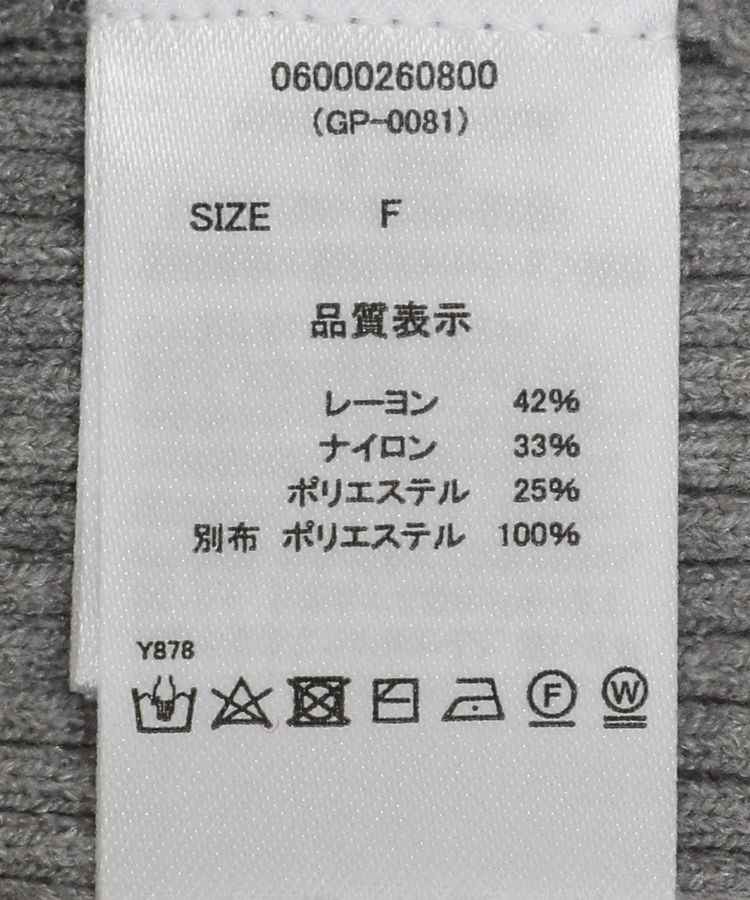 06000260800
(GP-0081)
SIZE F
品質表示
レーヨン 42%
ナイロン 33%
ポリエステル 25%
別布 ポリエステル 100%
Y878
F W